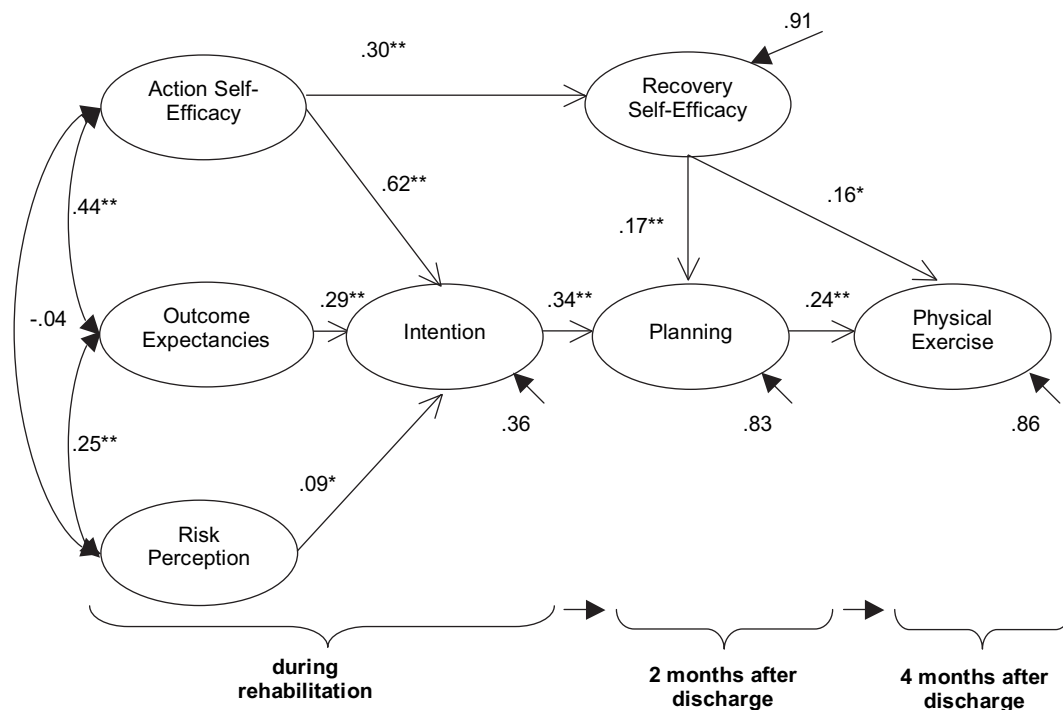 .91
.30**
Action Self-
Efficacy
Recovery
Self-Efficacy
.62**
.16*
.44**
.17**
-.04
Outcome
Expectancies
.29**
Intention
.34**
Planning
.24**
Physical
Exercise
.36
.83
.86
.25**
.09*
Risk
Perception
during
rehabilitation
2 months after
discharge
4 months after
discharge